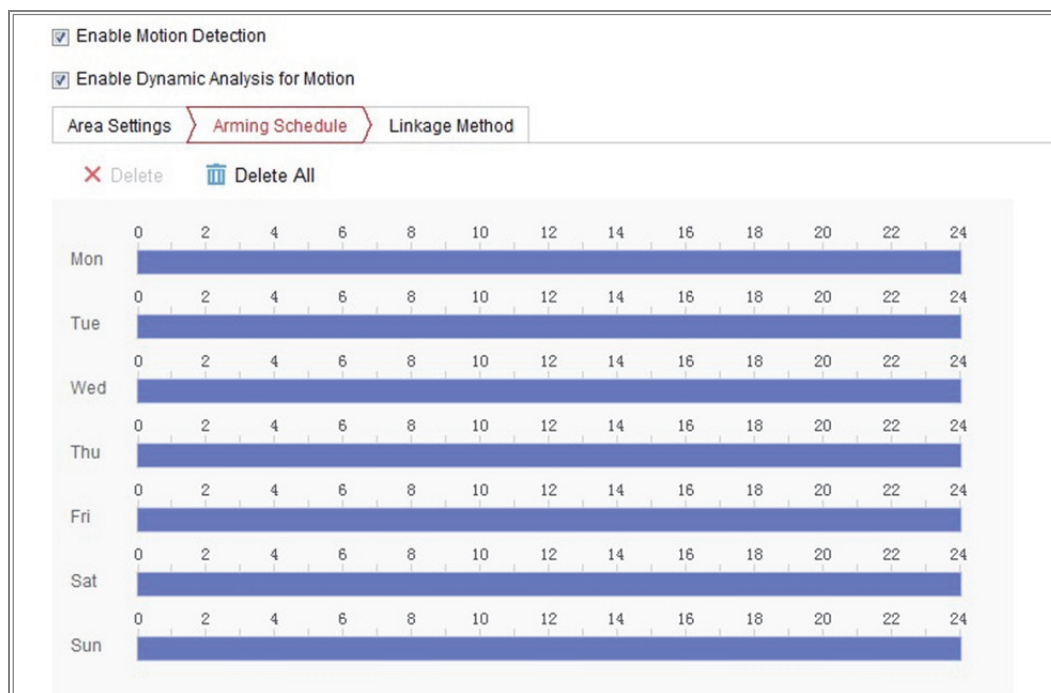 Enable Motion Detection
Enable Dynamic Analysis for Motion
Area Settings Arming Schedule Linkage Method
Delete Delete All
0 2 4 6 8 10 12 14 16 18 20 22 24
Mon
0 2 4 6 8 10 12 14 16 18 20 22 24
Tue
0 2 4 6 8 10 12 14 16 18 20 22 24
Wed
0 2 4 6 8 10 12 14 16 18 20 22 24
Thu
0 2 4 6 8 10 12 14 16 18 20 22 24
Fri
0 2 4 6 8 10 12 14 16 18 20 22 24
Sat
0 2 4 6 8 10 12 14 16 18 20 22 24
Sun